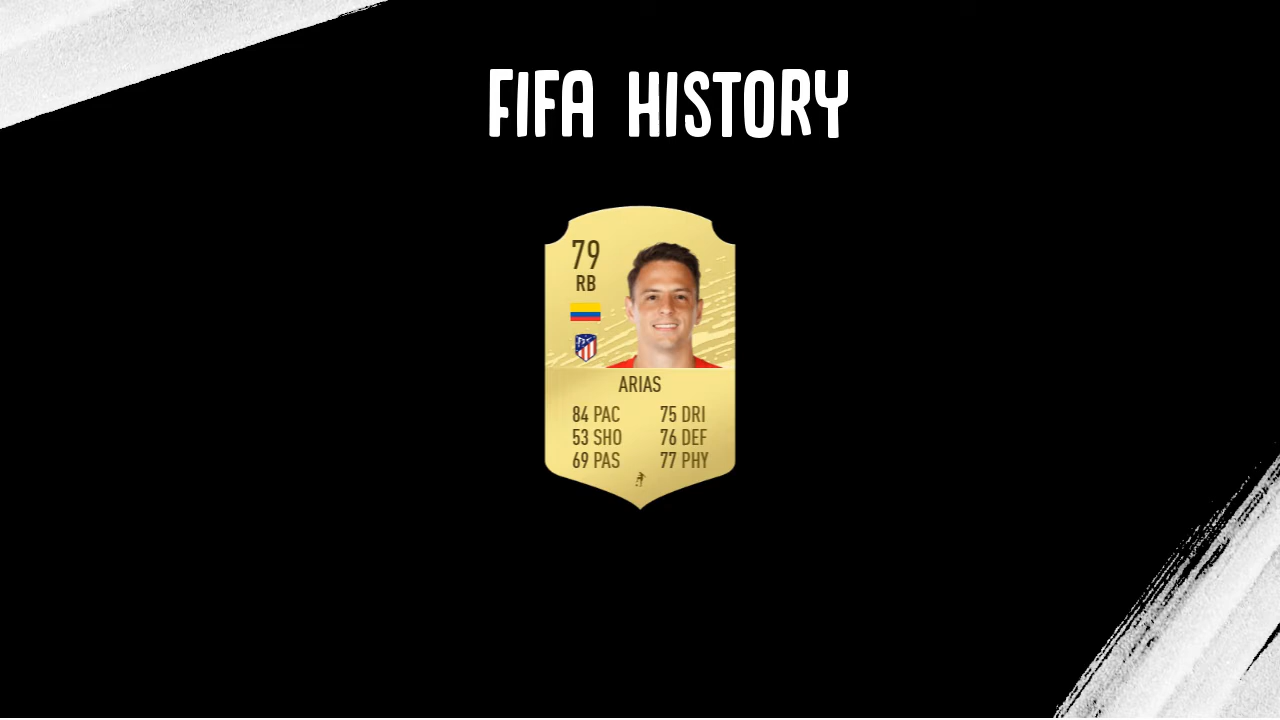 FIFA HISTORY
79
RB
ARIAS
84 PAC 75 DRI
53 SHO 76 DEF
69 PAS 77 PHY